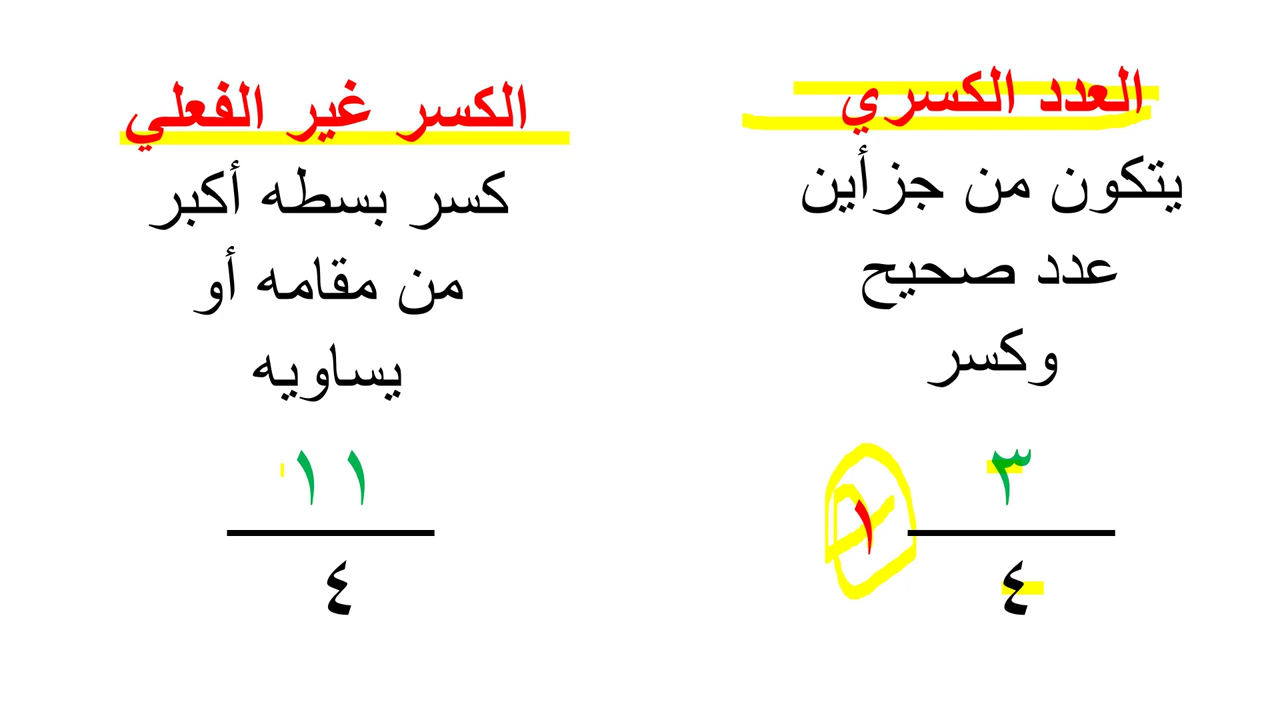 العدد الكسري
يتكون من جزأين
عدد صحيح
وكسر
٣
١
٤
الكسر غير الفعلي
كسر بسطه أكبر
من مقامه أو
يساويه
١١
٤